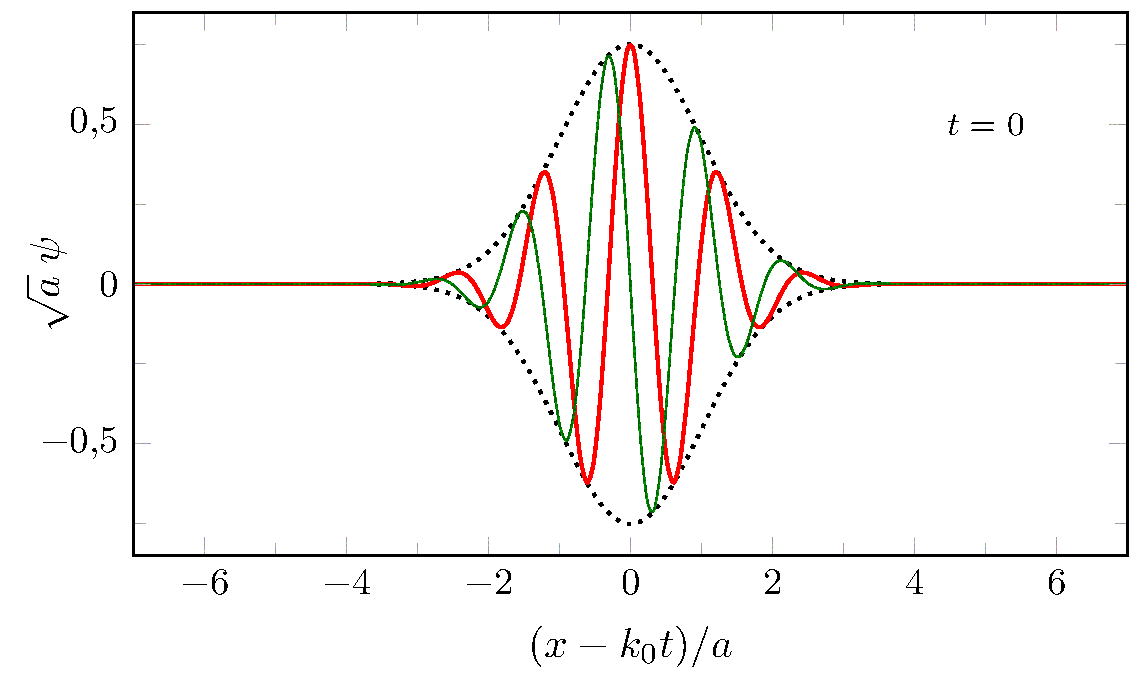 0,5
t = 0
√a ψ
0
−0,5
−6 −4 −2 0 2 4 6
(x − k₀t)/a